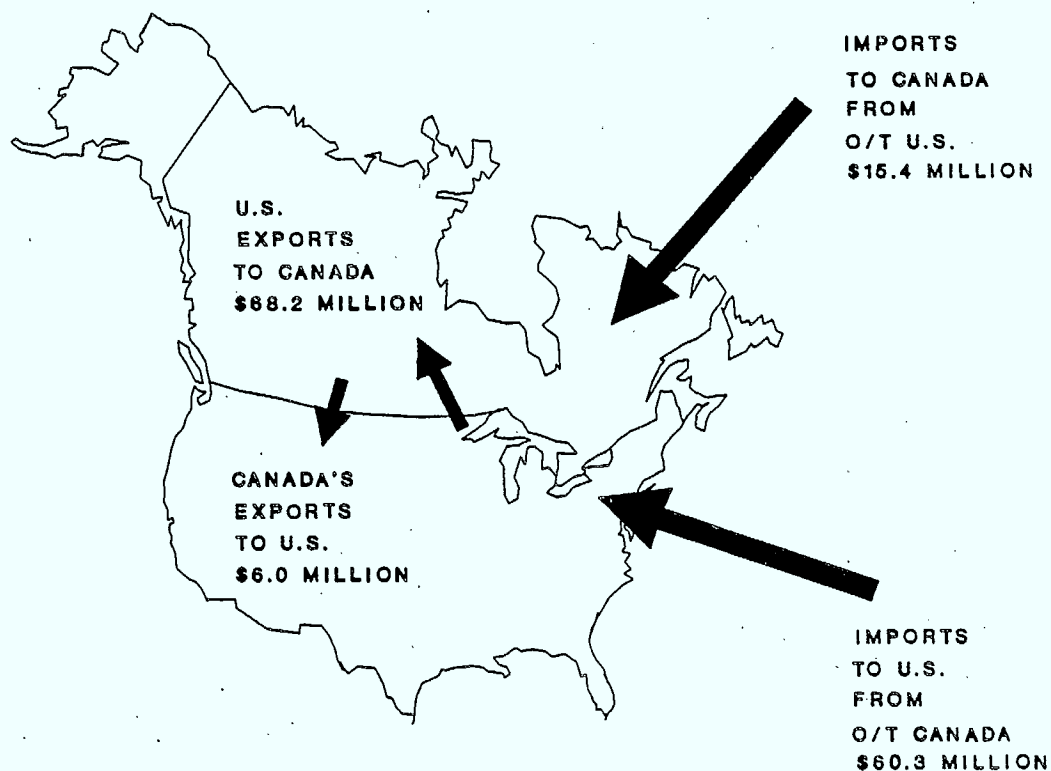 IMPORTS
TO CANADA
FROM
O/T U.S.
$15.4 MILLION
U.S.
EXPORTS
TO CANADA
$68.2 MILLION
CANADA'S
EXPORTS
TO U.S.
$6.0 MILLION
IMPORTS
TO U.S.
FROM
O/T CANADA
$60.3 MILLION